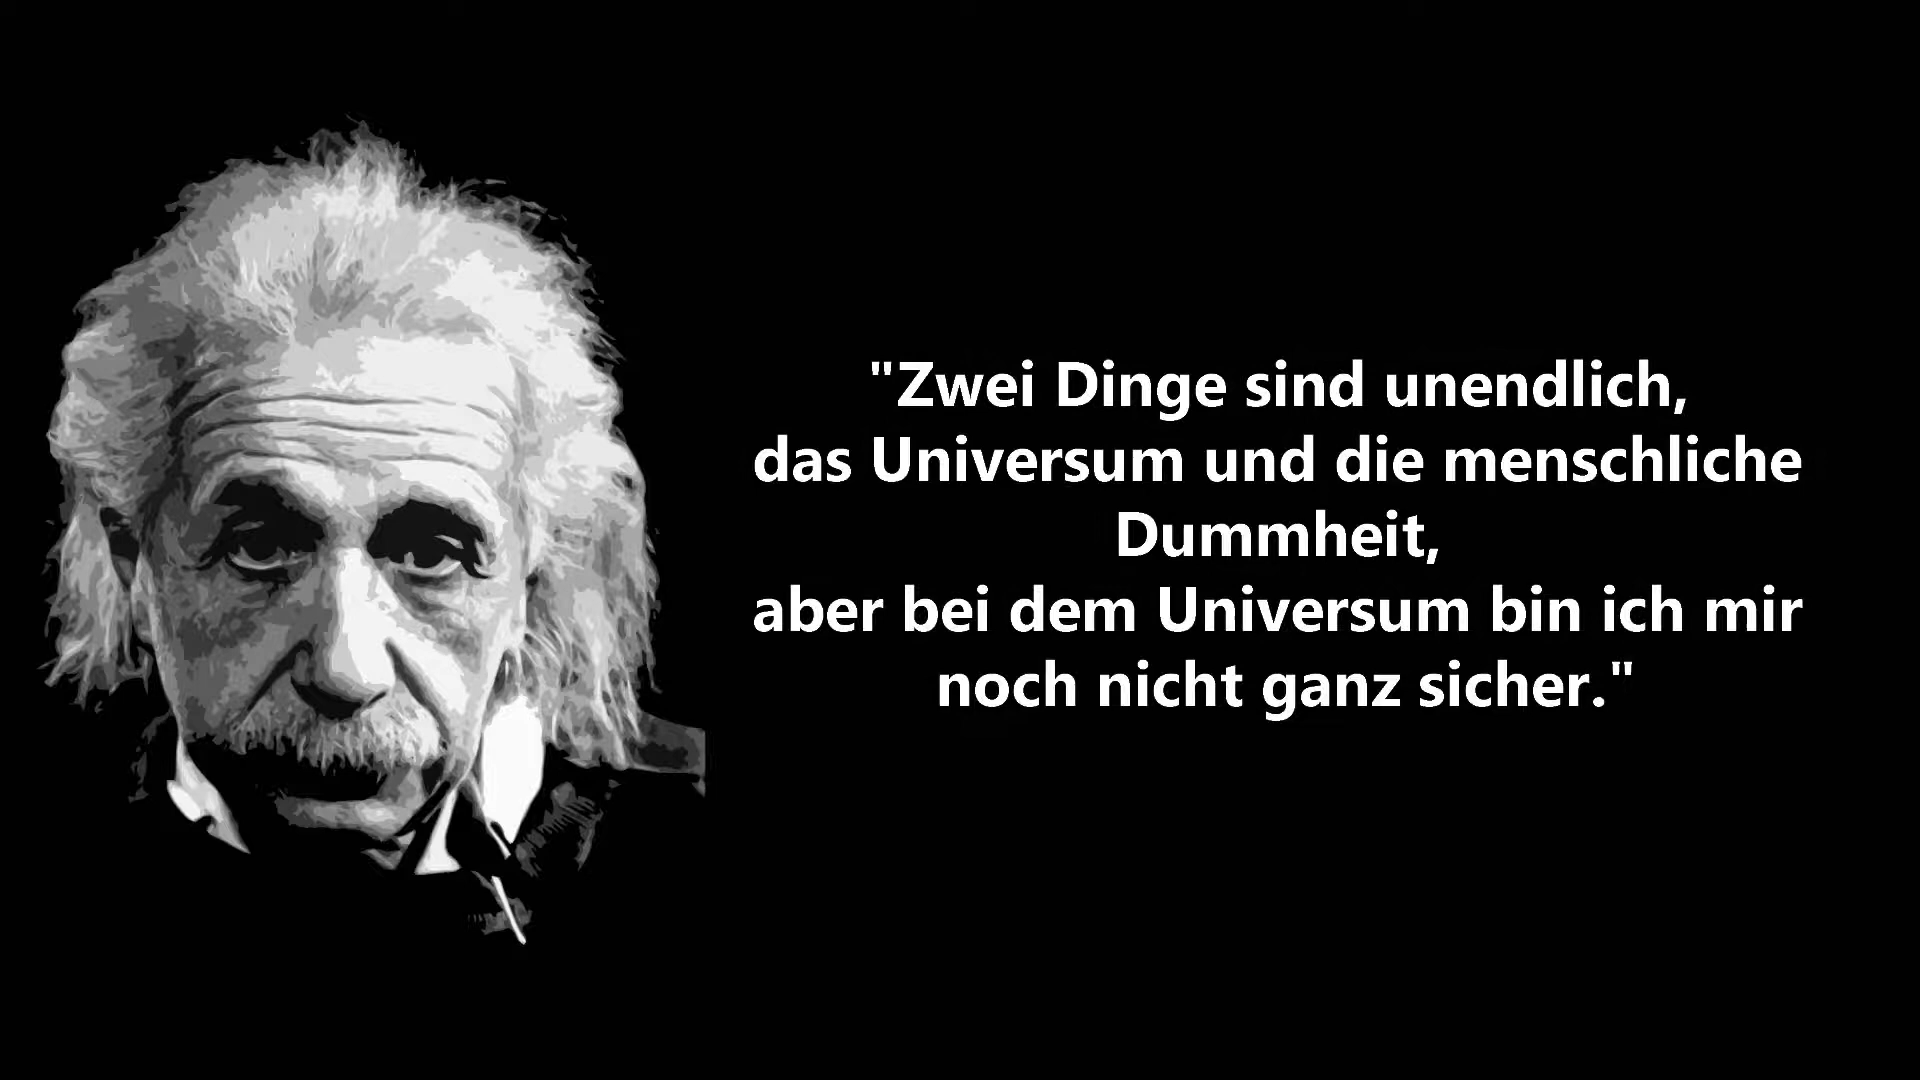 "Zwei Dinge sind unendlich,
das Universum und die menschliche
Dummheit,
aber bei dem Universum bin ich mir
noch nicht ganz sicher."